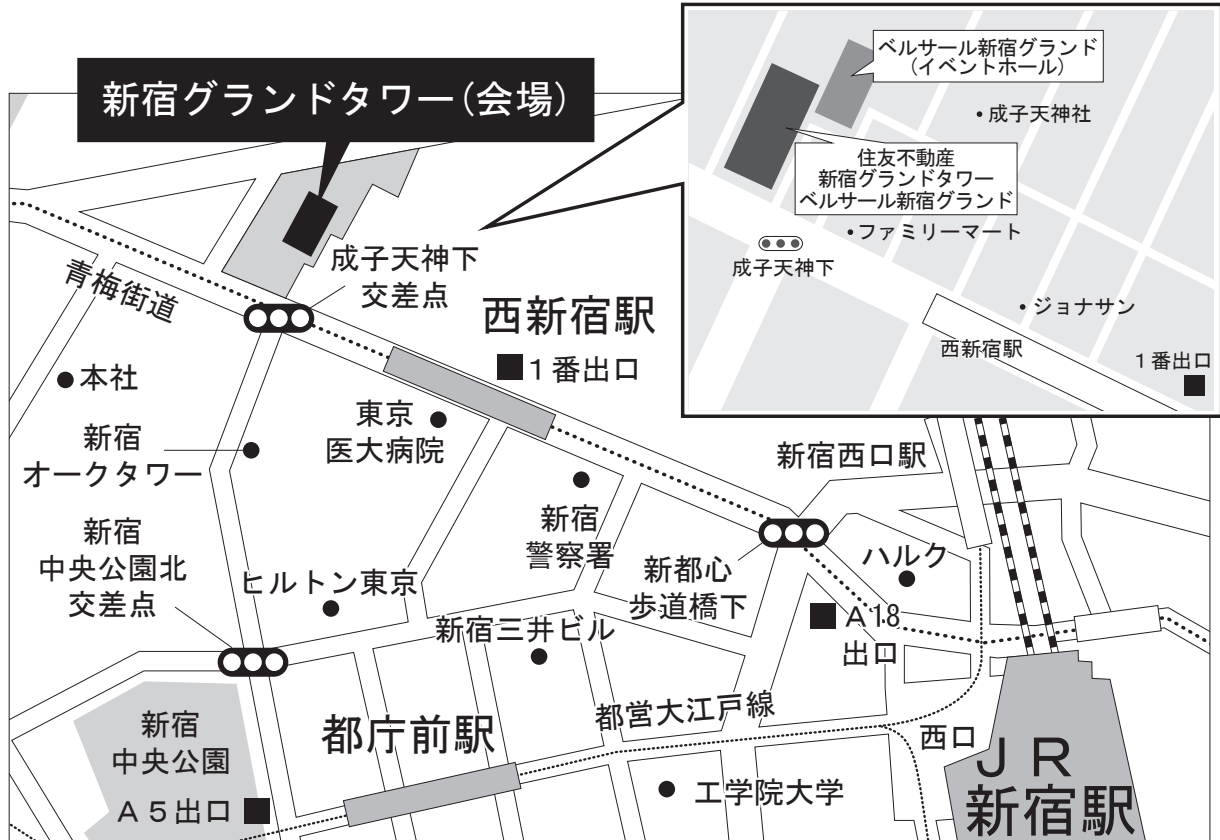 新宿グランドタワー(会場)
ベルサール新宿グランド
(イベントホール)
・成子天神社
住友不動産
新宿グランドタワー
ベルサール新宿グランド
・ファミリーマート
成子天神下
・ジョナサン
西新宿駅
1番出口
青梅街道
成子天神下
交差点
西新宿駅
1番出口
本社
新宿
オークタワー
東京
医大病院
新宿西口駅
新宿
警察署
新宿
中央公園北
交差点
ヒルトン東京
新都心
歩道橋下
ハルク
A18
出口
新宿三井ビル
都営大江戸線
新宿
中央公園
都庁前駅
西口
JR
新宿駅
A5出口
工学院大学